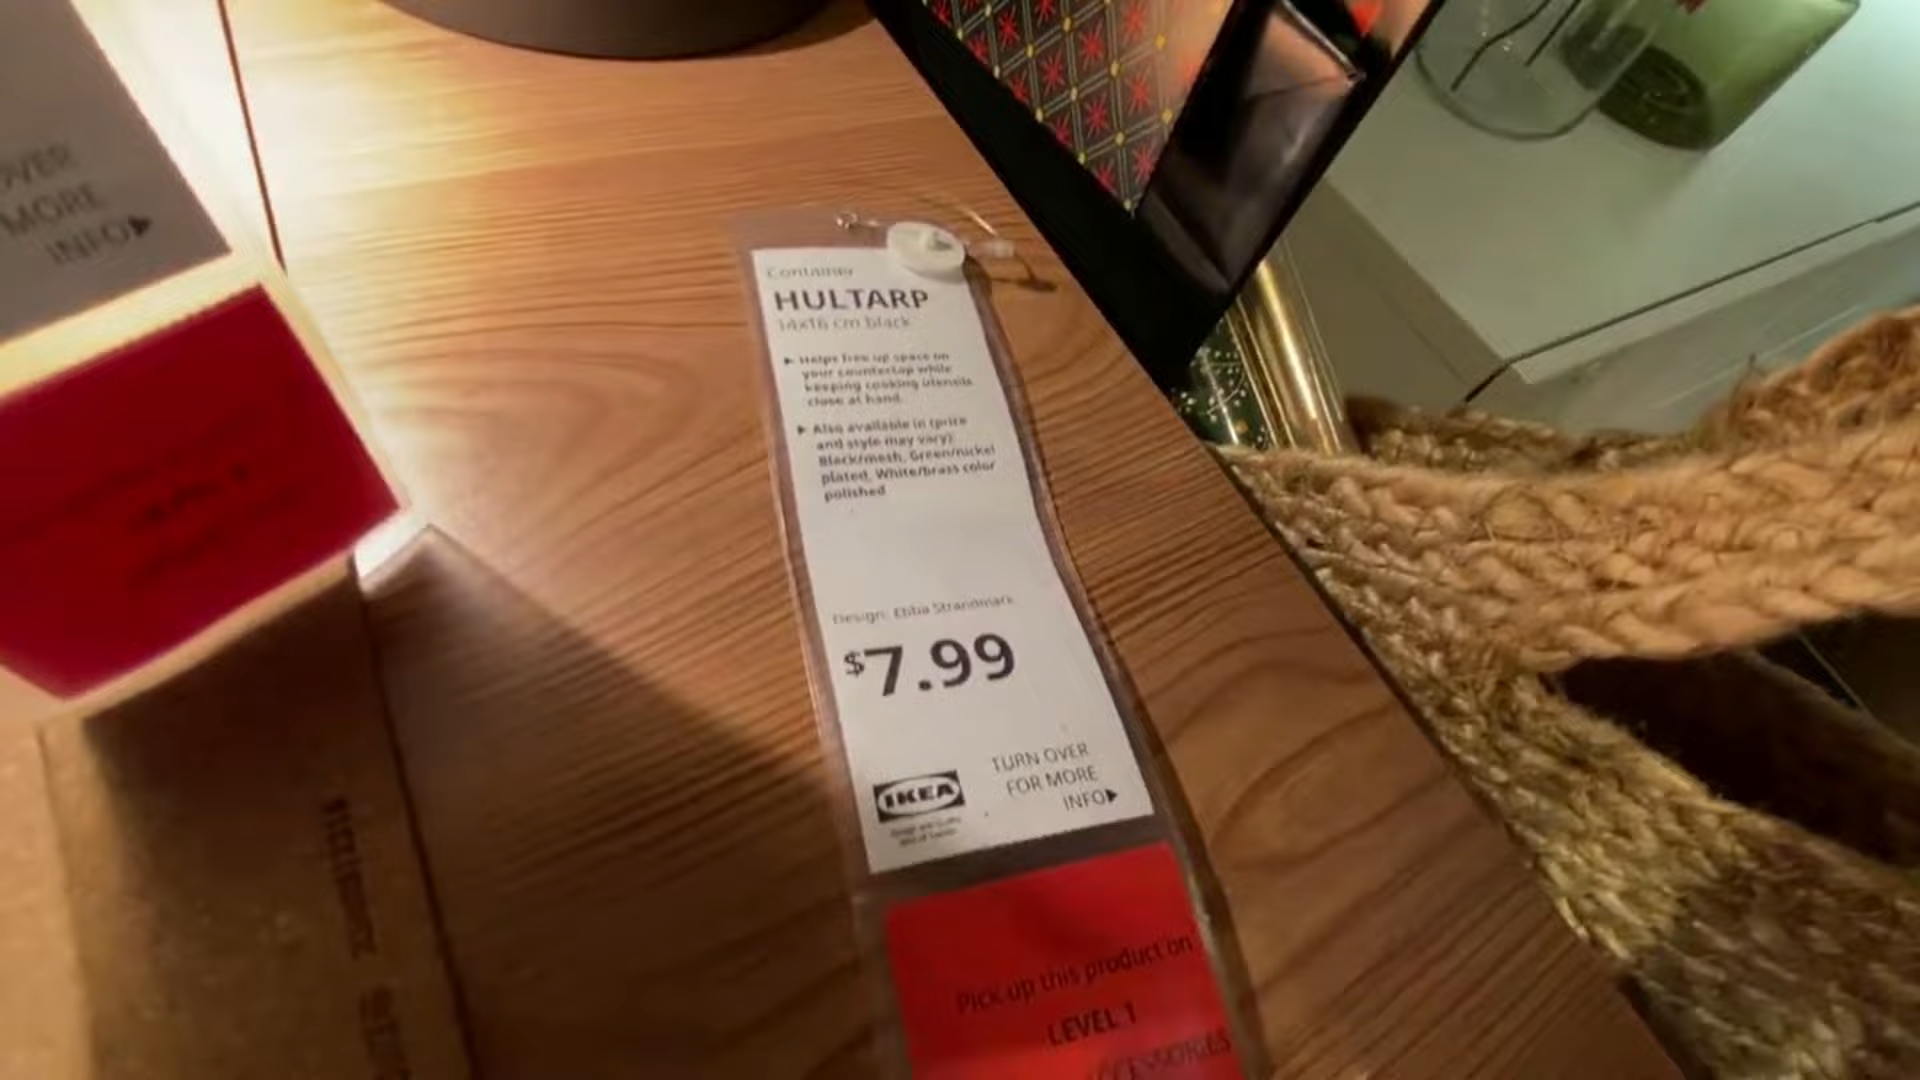 OVER
MORE
INFO▶
Container
HULTARP
14x16 cm black
▶ Helps free up space on
your countertop while
keeping cooking utensils
close at hand.
▶ Also available in (price
and style may vary):
Black/mesh, Green/nickel
plated, White/brass color
polished
Design: Ebba Strandmark
$7.99
IKEA
TURN OVER
FOR MORE
INFO▶
Pick up this product on
LEVEL 1
ACCESSORIES